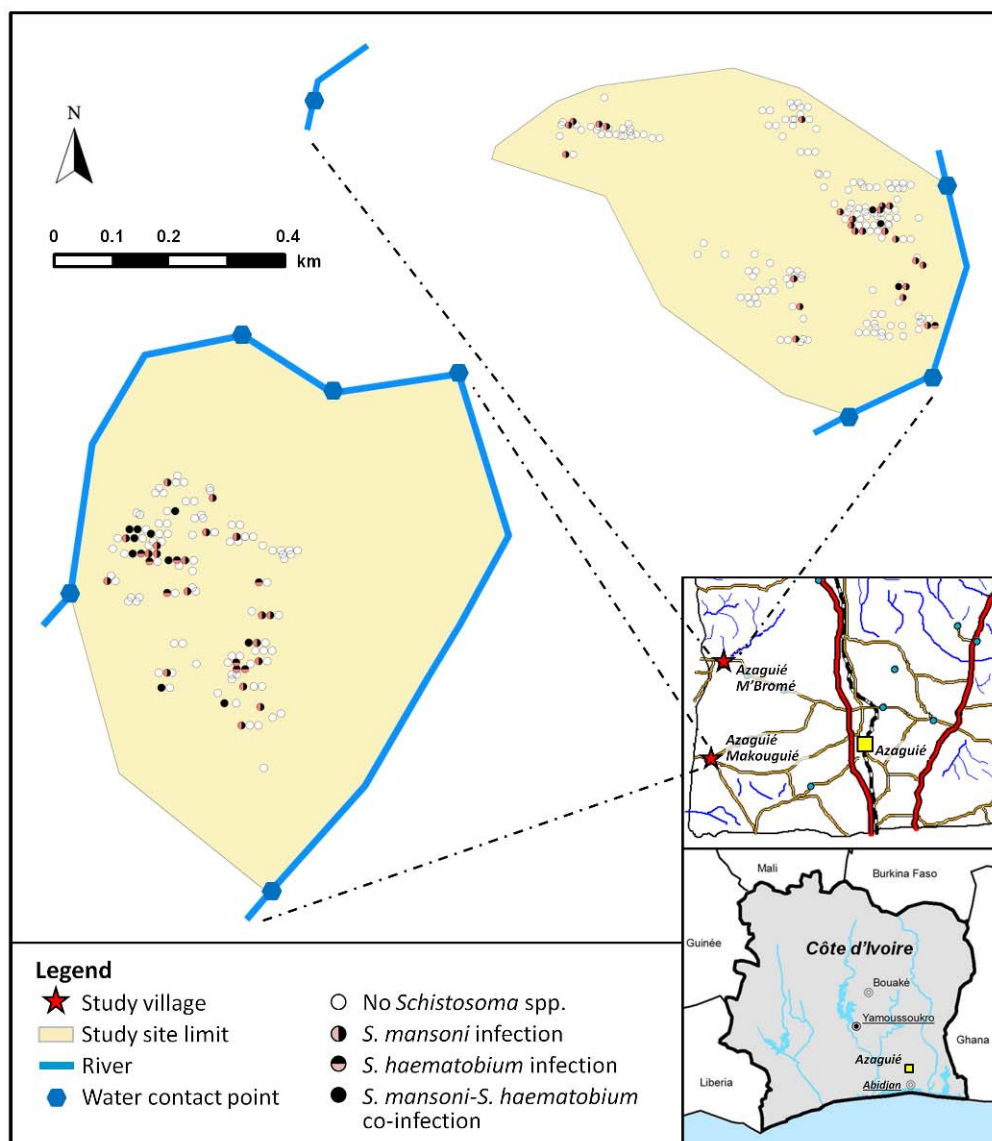 N
0 0.1 0.2 0.4
km
Azaguié
M'Bromé
Azaguié
Makouguié
Azaguié
Mali
Burkina Faso
Guinée
Côte d'Ivoire
Bouaké
Yamoussoukro
Ghana
Azaguié
Liberia
Abidjan
Legend
Study village
Study site limit
River
Water contact point
No Schistosoma spp.
S. mansoni infection
S. haematobium infection
S. mansoni-S. haematobium
co-infection